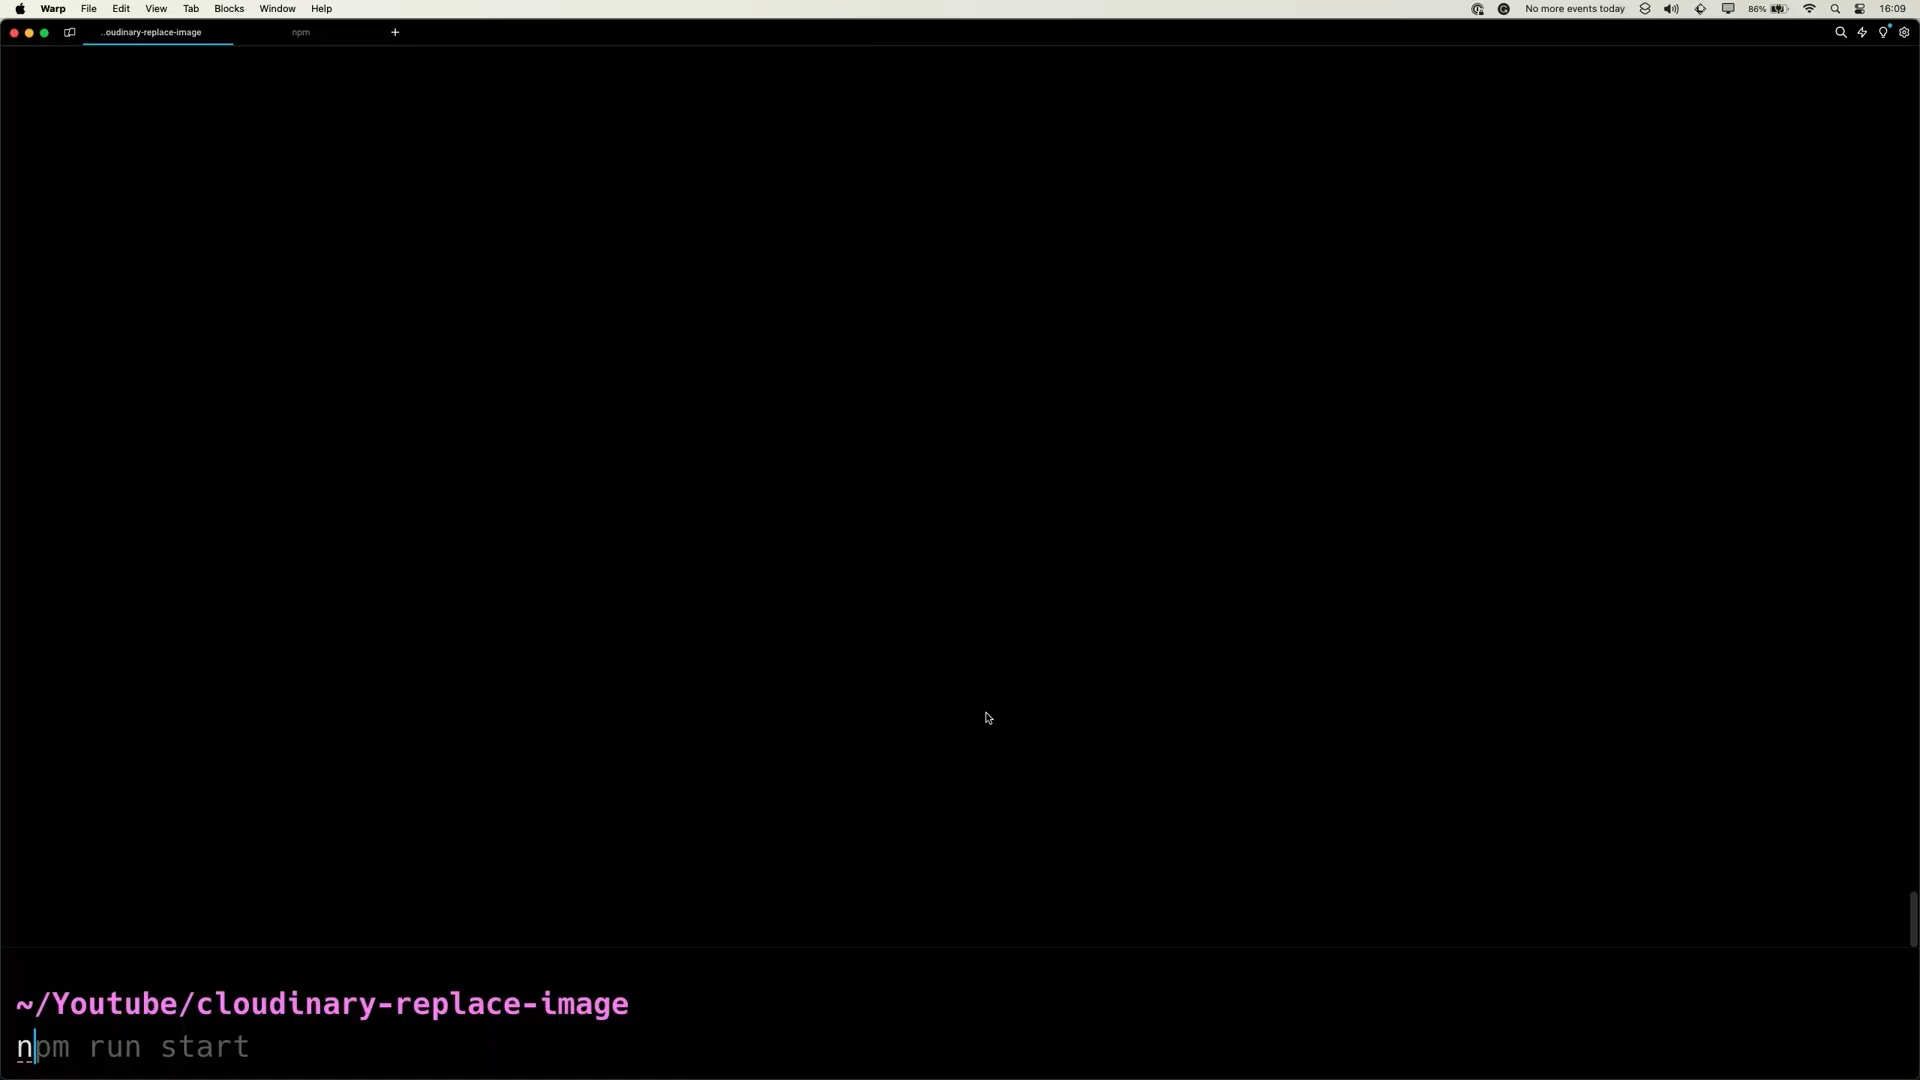 Warp File Edit View Tab Blocks Window Help No more events today 86% 16:09
..oudinary-replace-image npm +
~/Youtube/cloudinary-replace-image
npm run start